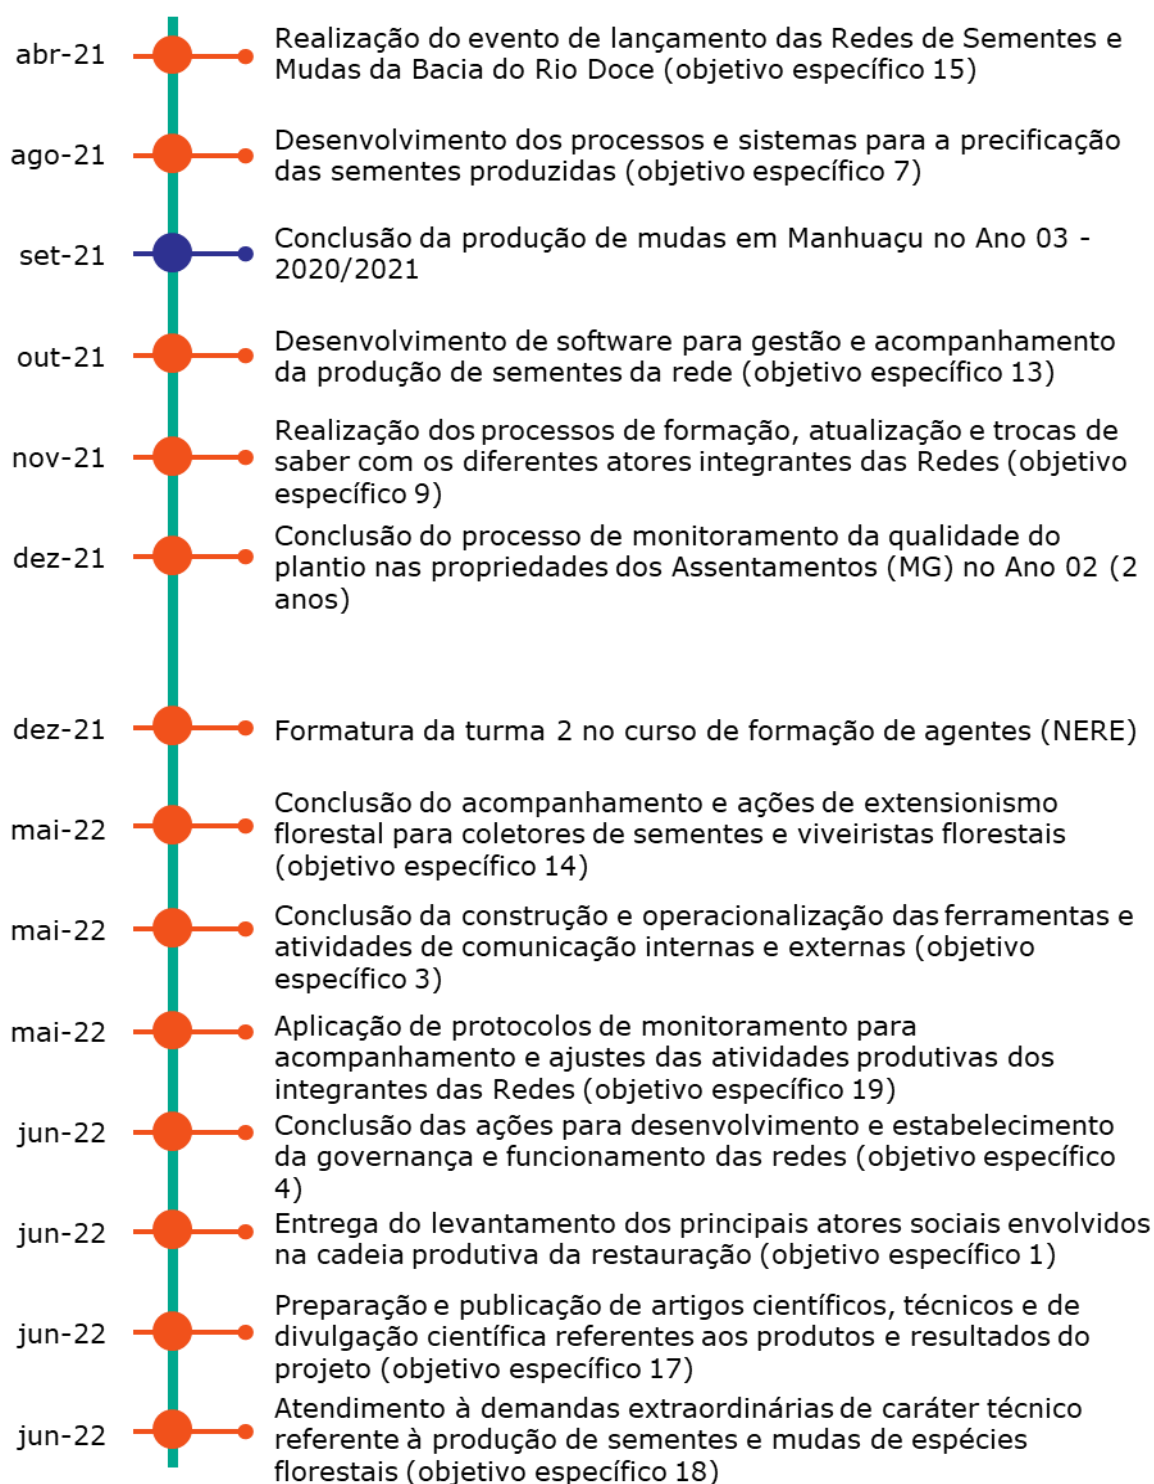 abr-21
Realização do evento de lançamento das Redes de Sementes e
Mudas da Bacia do Rio Doce (objetivo específico 15)
ago-21
Desenvolvimento dos processos e sistemas para a precificação
das sementes produzidas (objetivo específico 7)
set-21
Conclusão da produção de mudas em Manhuaçu no Ano 03 -
2020/2021
out-21
Desenvolvimento de software para gestão e acompanhamento
da produção de sementes da rede (objetivo específico 13)
nov-21
Realização dos processos de formação, atualização e trocas de
saber com os diferentes atores integrantes das Redes (objetivo
específico 9)
dez-21
Conclusão do processo de monitoramento da qualidade do
plantio nas propriedades dos Assentamentos (MG) no Ano 02 (2
anos)
dez-21
Formatura da turma 2 no curso de formação de agentes (NERE)
mai-22
Conclusão do acompanhamento e ações de extensionismo
florestal para coletores de sementes e viveiristas florestais
(objetivo específico 14)
mai-22
Conclusão da construção e operacionalização das ferramentas e
atividades de comunicação internas e externas (objetivo
específico 3)
mai-22
Aplicação de protocolos de monitoramento para
acompanhamento e ajustes das atividades produtivas dos
integrantes das Redes (objetivo específico 19)
jun-22
Conclusão das ações para desenvolvimento e estabelecimento
da governança e funcionamento das redes (objetivo específico
4)
jun-22
Entrega do levantamento dos principais atores sociais envolvidos
na cadeia produtiva da restauração (objetivo específico 1)
jun-22
Preparação e publicação de artigos científicos, técnicos e de
divulgação científica referentes aos produtos e resultados do
projeto (objetivo específico 17)
jun-22
Atendimento à demandas extraordinárias de caráter técnico
referente à produção de sementes e mudas de espécies
florestais (objetivo específico 18)